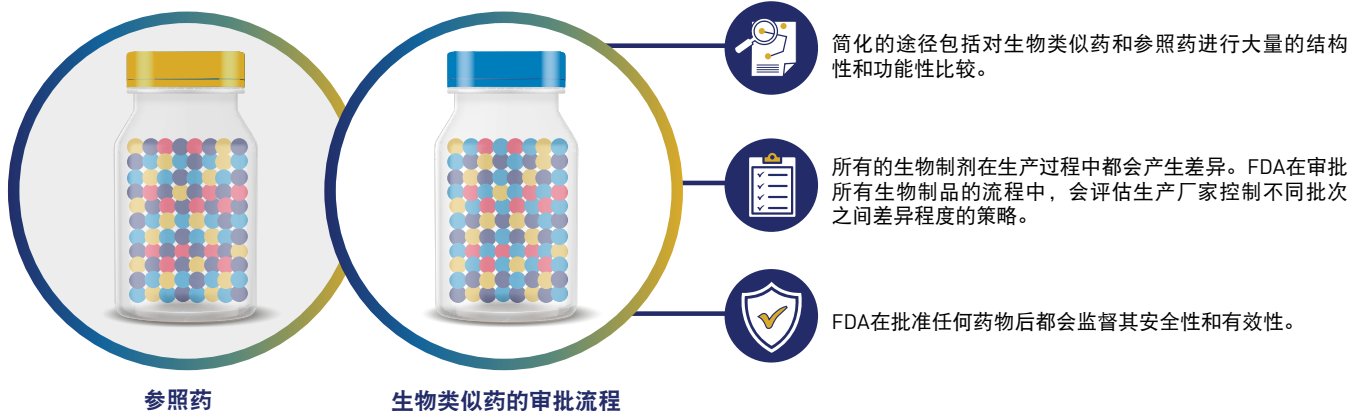 简化的途径包括对生物类似药和参照药进行大量的结构
性和功能性比较。
所有的生物制剂在生产过程中都会产生差异。FDA在审批
所有生物制品的流程中，会评估生产厂家控制不同批次
之间差异程度的策略。
FDA在批准任何药物后都会监督其安全性和有效性。
参照药
生物类似药的审批流程